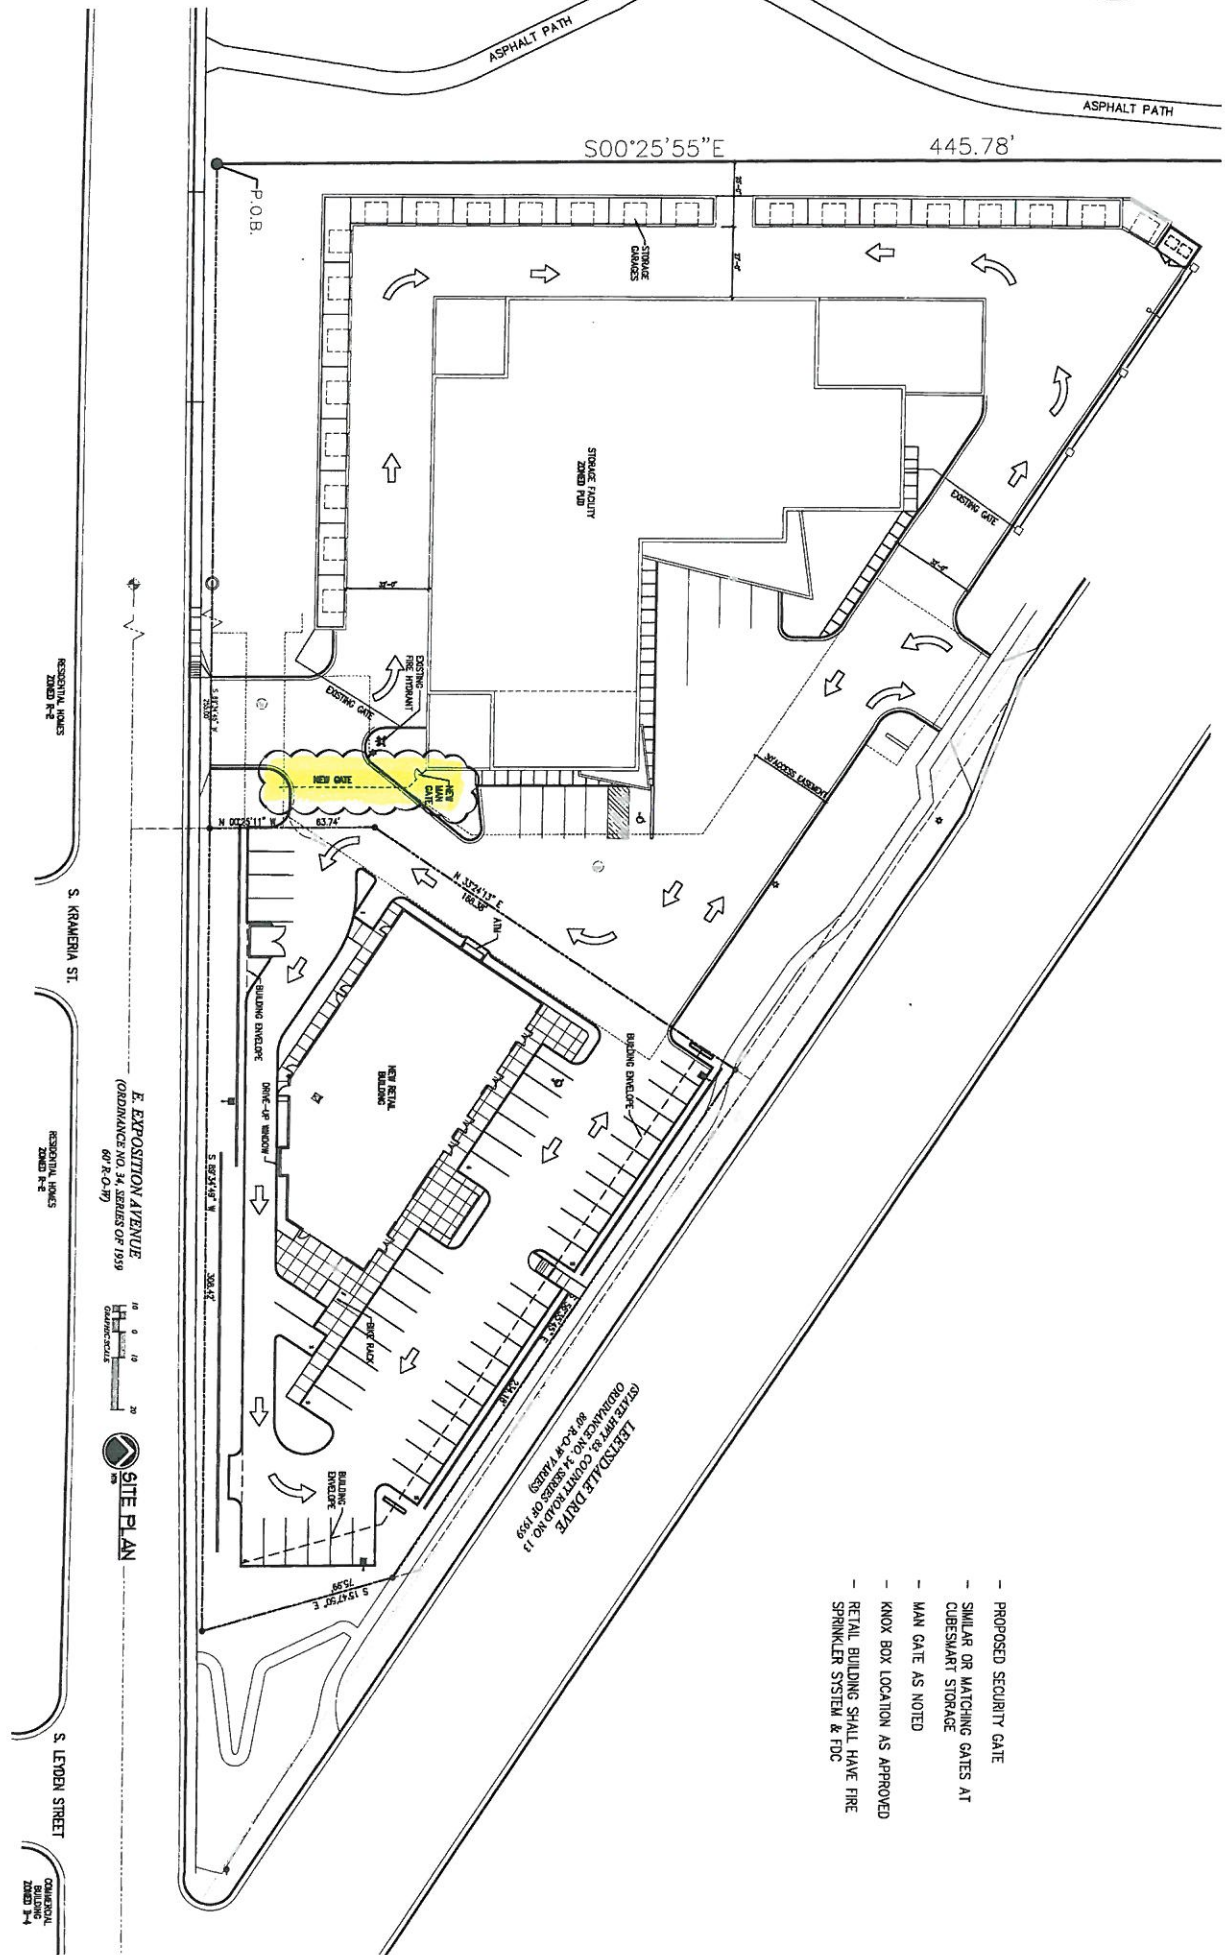 ASPHALT PATH
ASPHALT PATH
S00°25'55"E
445.78'
P.O.B.
STORAGE
GARAGES
STORAGE FACILITY
ZONED PUD
EXISTING GATE
EXISTING
FIRE HYDRANT
EXISTING GATE
NEW GATE
NEW
MAN
GATE
N 00°25'11" W
63.74'
N 33°24'13" E
168.38'
ATM
BUILDING ENVELOPE
DRIVE-UP WINDOW
NEW RETAIL
BUILDING
BUILDING ENVELOPE
BIKE RACK
BUILDING
ENVELOPE
S 89°34'49" W
308.42'
S 15°47'50" E
75.99'
RESIDENTIAL HOMES
ZONED R-2
S. KRAMERIA ST.
RESIDENTIAL HOMES
ZONED R-2
S. LEYDEN STREET
COMMERCIAL
BUILDING
ZONED B-4
E. EXPOSITION AVENUE
(ORDINANCE NO. 34, SERIES OF 1959
60' R-O-W)
10 0 10 20
GRAPHIC SCALE
SITE PLAN
NTS
LEETSDALE DRIVE
(STATE HWY 83, COUNTY ROAD NO. 13
ORDINANCE NO. 34 SERIES OF 1959
80' R-O-W VARIES)
- PROPOSED SECURITY GATE
- SIMILAR OR MATCHING GATES AT
CUBESMART STORAGE
- MAN GATE AS NOTED
- KNOX BOX LOCATION AS APPROVED
- RETAIL BUILDING SHALL HAVE FIRE
SPRINKLER SYSTEM & FDC